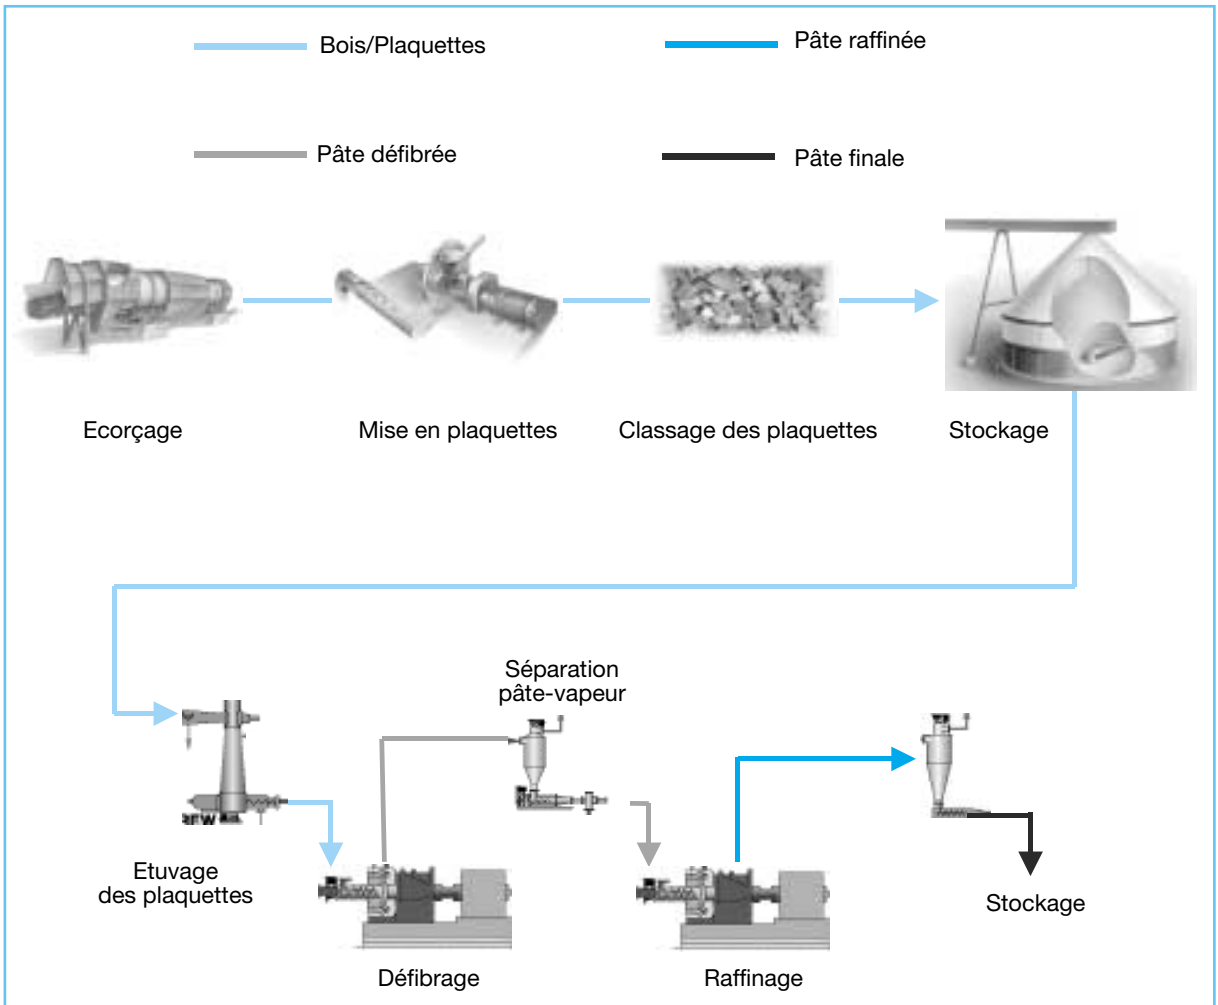 Bois/Plaquettes
Pâte raffinée
Pâte défibrée
Pâte finale
Ecorçage
Mise en plaquettes
Classage des plaquettes
Stockage
Séparation
pâte-vapeur
Etuvage
des plaquettes
Stockage
Défibrage
Raffinage